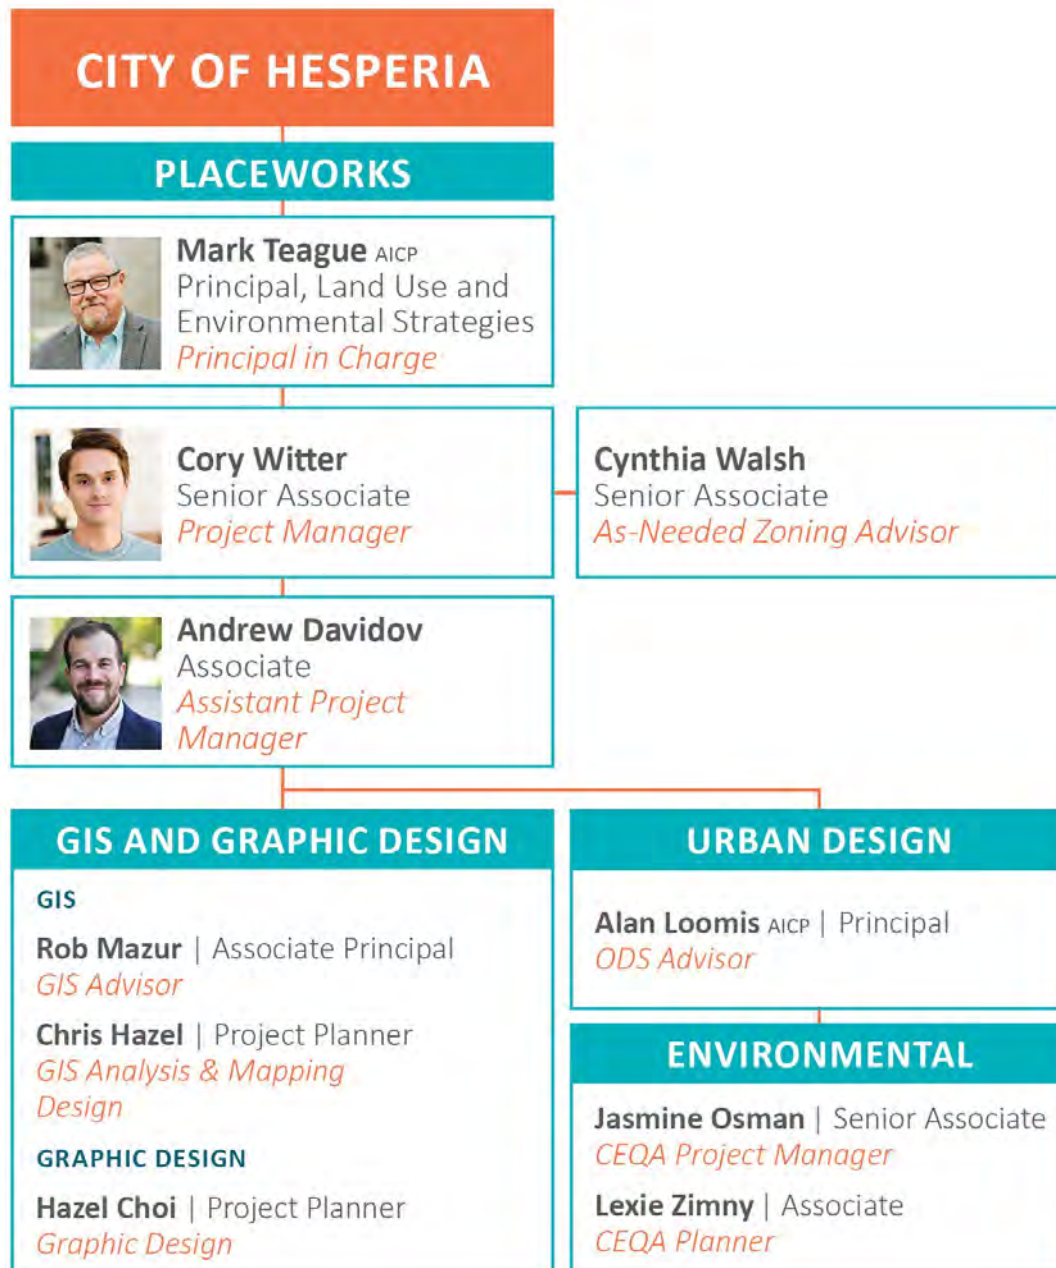 CITY OF HESPERIA
PLACEWORKS
Mark Teague AICP
Principal, Land Use and
Environmental Strategies
Principal in Charge
Cory Witter
Senior Associate
Project Manager
Cynthia Walsh
Senior Associate
As-Needed Zoning Advisor
Andrew Davidov
Associate
Assistant Project
Manager
GIS AND GRAPHIC DESIGN
GIS
Rob Mazur | Associate Principal
GIS Advisor
Chris Hazel | Project Planner
GIS Analysis & Mapping
Design
GRAPHIC DESIGN
Hazel Choi | Project Planner
Graphic Design
URBAN DESIGN
Alan Loomis AICP | Principal
ODS Advisor
ENVIRONMENTAL
Jasmine Osman | Senior Associate
CEQA Project Manager
Lexie Zimny | Associate
CEQA Planner